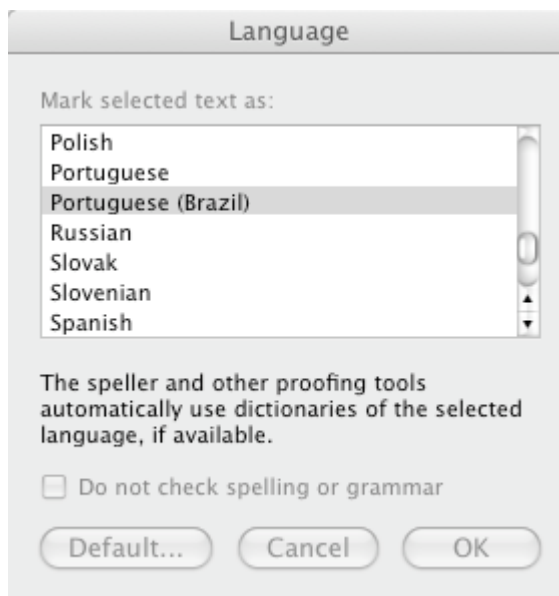 Language
Mark selected text as:
Polish
Portuguese
Portuguese (Brazil)
Russian
Slovak
Slovenian
Spanish
The speller and other proofing tools
automatically use dictionaries of the selected
language, if available.
Do not check spelling or grammar
Default... Cancel OK